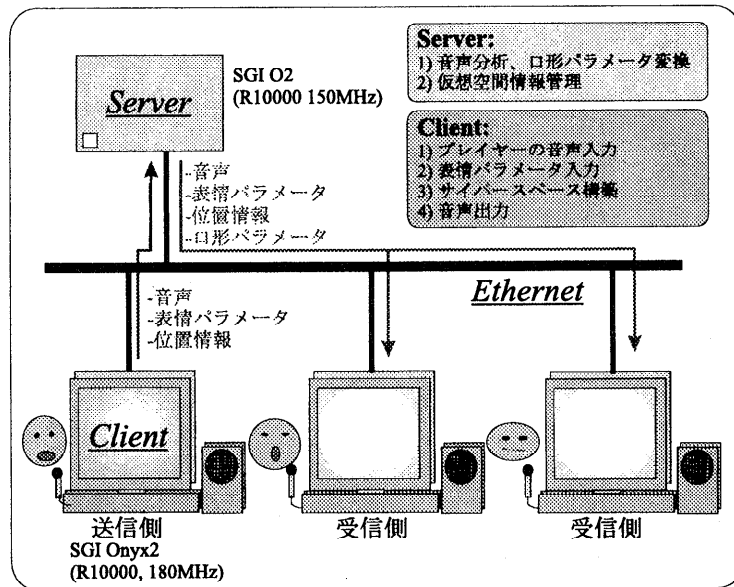 Server
SGI O2
(R10000 150MHz)
Server:
1) 音声分析、口形パラメータ変換
2) 仮想空間情報管理
Client:
1) プレイヤーの音声入力
2) 表情パラメータ入力
3) サイバースペース構築
4) 音声出力
-音声
-表情パラメータ
-位置情報
-口形パラメータ
Ethernet
-音声
-表情パラメータ
-位置情報
Client
送信側
受信側
受信側
SGI Onyx2
(R10000, 180MHz)